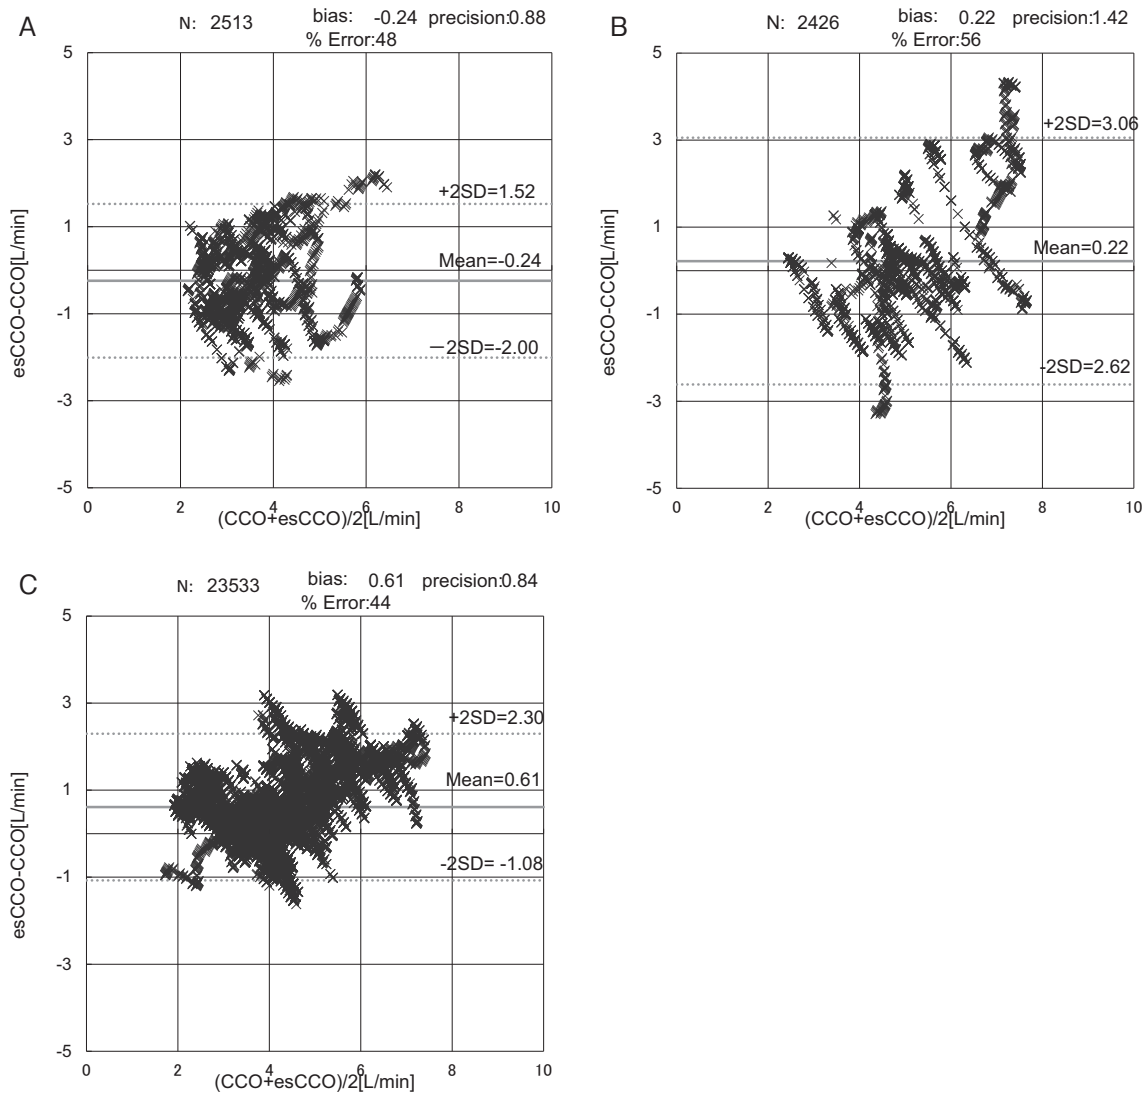 A
N: 2513 bias: -0.24 precision:0.88
% Error:48
5
3
1
-1
-3
-5
esCCO-CCO[L/min]
+2SD=1.52
Mean=-0.24
—2SD=-2.00
0 2 4 6 8 10
(CCO+esCCO)/2[L/min]
B
N: 2426 bias: 0.22 precision:1.42
% Error:56
5
3
1
-1
-3
-5
esCCO-CCO[L/min]
+2SD=3.06
Mean=0.22
-2SD=2.62
0 2 4 6 8 10
(CCO+esCCO)/2[L/min]
C
N: 23533 bias: 0.61 precision:0.84
% Error:44
5
3
1
-1
-3
-5
esCCO-CCO[L/min]
+2SD=2.30
Mean=0.61
-2SD= -1.08
0 2 4 6 8 10
(CCO+esCCO)/2[L/min]